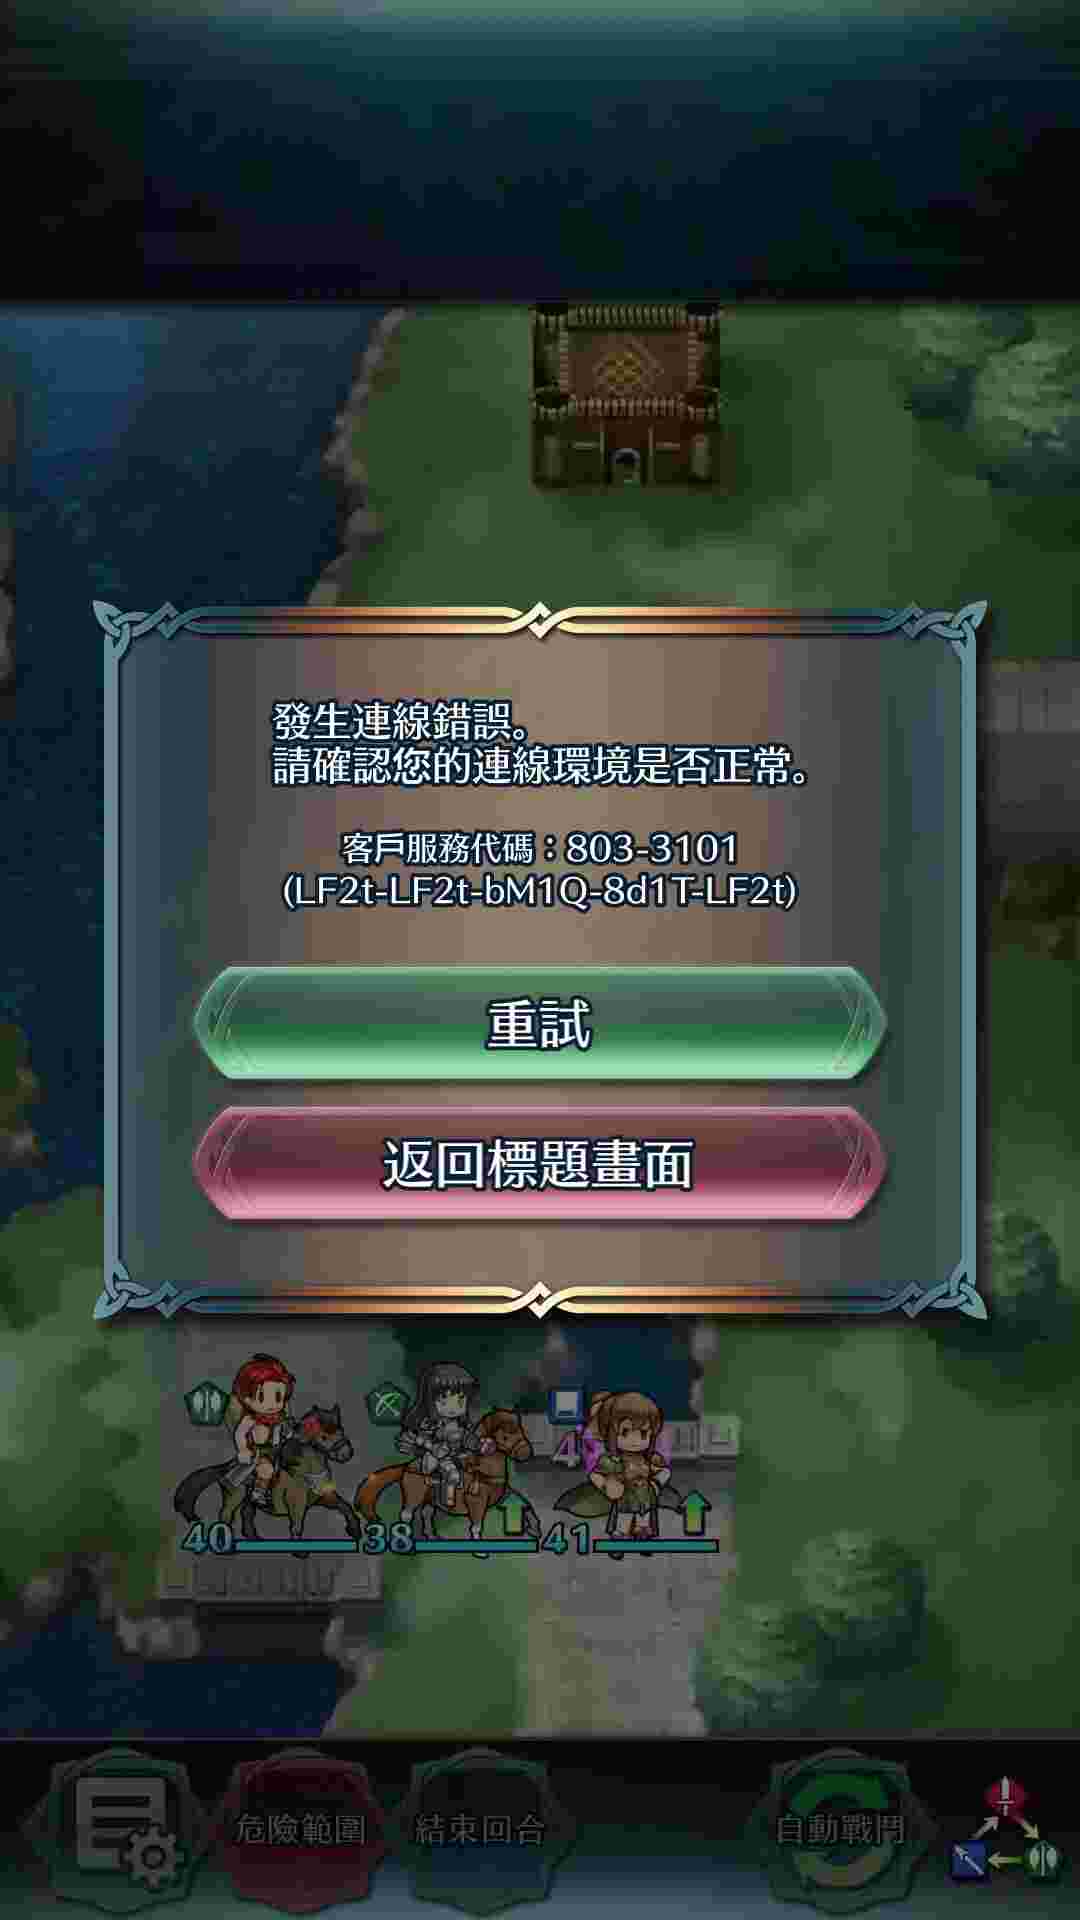 發生連線錯誤。
請確認您的連線環境是否正常。
客戶服務代碼：803-3101
(LF2t-LF2t-bM1Q-8d1T-LF2t)
重試
返回標題畫面
4
40
38
41
危險範圍
結束回合
自動戰鬥